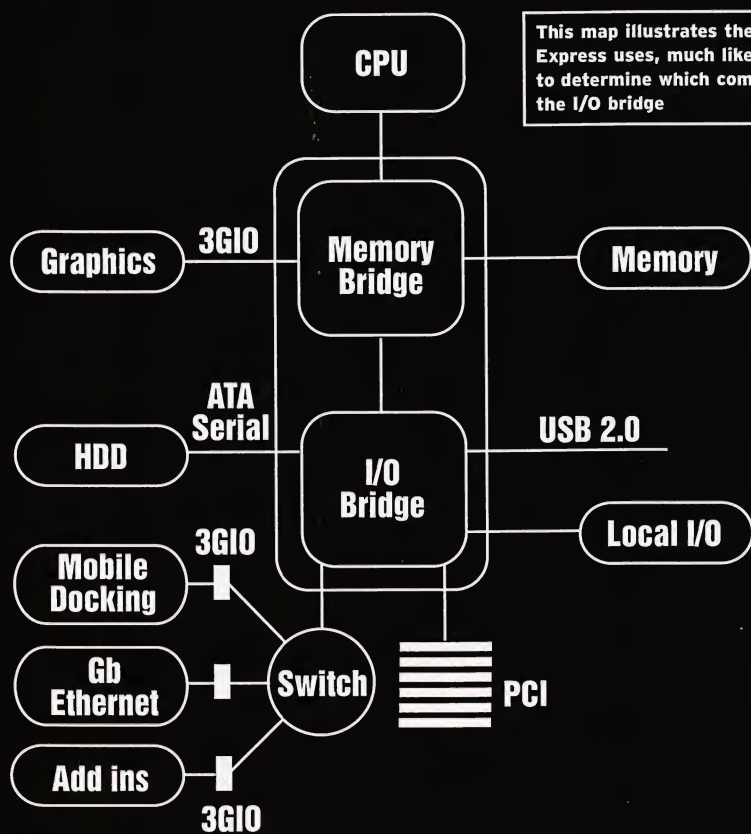 CPU
This map illustrates the
Express uses, much like
to determine which com
the I/O bridge
Graphics
3GIO
Memory
Bridge
Memory
ATA
Serial
HDD
I/O
Bridge
USB 2.0
Local I/O
3GIO
Mobile
Docking
Gb
Ethernet
Switch
PCI
Add ins
3GIO